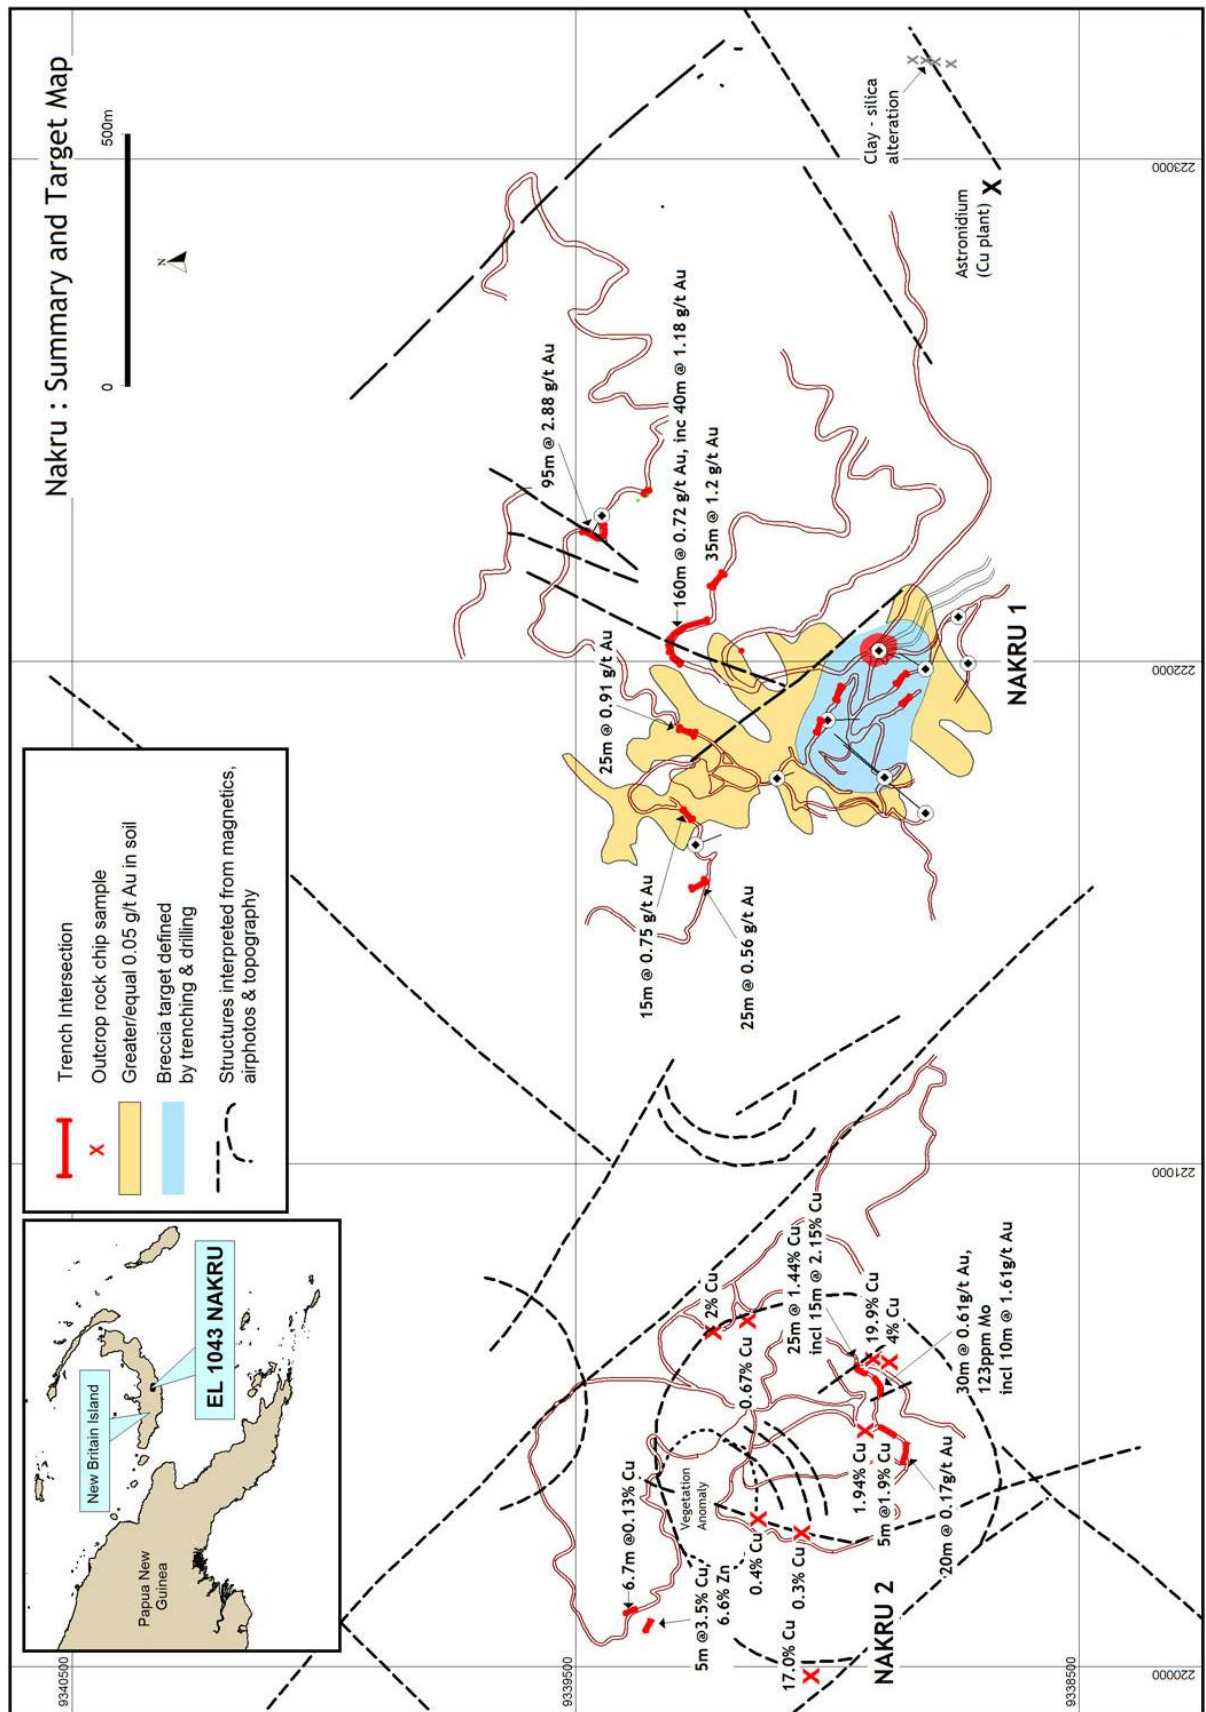 Nakru : Summary and Target Map
0
500m
N
New Britain Island
Papua New
Guinea
EL 1043 NAKRU
Trench Intersection
Outcrop rock chip sample
Greater/equal 0.05 g/t Au in soil
Breccia target defined
by trenching & drilling
Structures interpreted from magnetics,
airphotos & topography
9340500
9339500
9338500
220000
221000
222000
223000
95m @ 2.88 g/t Au
160m @ 0.72 g/t Au, inc 40m @ 1.18 g/t Au
35m @ 1.2 g/t Au
25m @ 0.91 g/t Au
15m @ 0.75 g/t Au
25m @ 0.56 g/t Au
Clay - silica
alteration
Astronidium
(Cu plant)
X
NAKRU 1
6.7m @0.13% Cu
5m @3.5% Cu,
6.6% Zn
Vegetation
Anomaly
0.4% Cu
0.3% Cu
17.0% Cu
2% Cu
0.67% Cu
25m @ 1.44% Cu,
incl 15m @ 2.15% Cu
19.9% Cu
4% Cu
1.94% Cu
5m @1.9% Cu
20m @ 0.17g/t Au
30m @ 0.61g/t Au,
123ppm Mo
incl 10m @ 1.61g/t Au
NAKRU 2